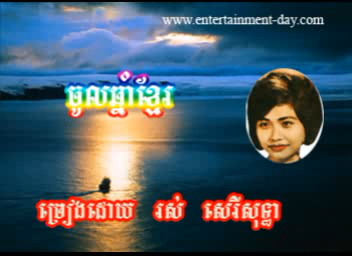 www.entertainment-day.com
ចូលឆ្នាំខ្មែរ
ម្រៀងដោយ រស់ សេរីសុទ្ធា